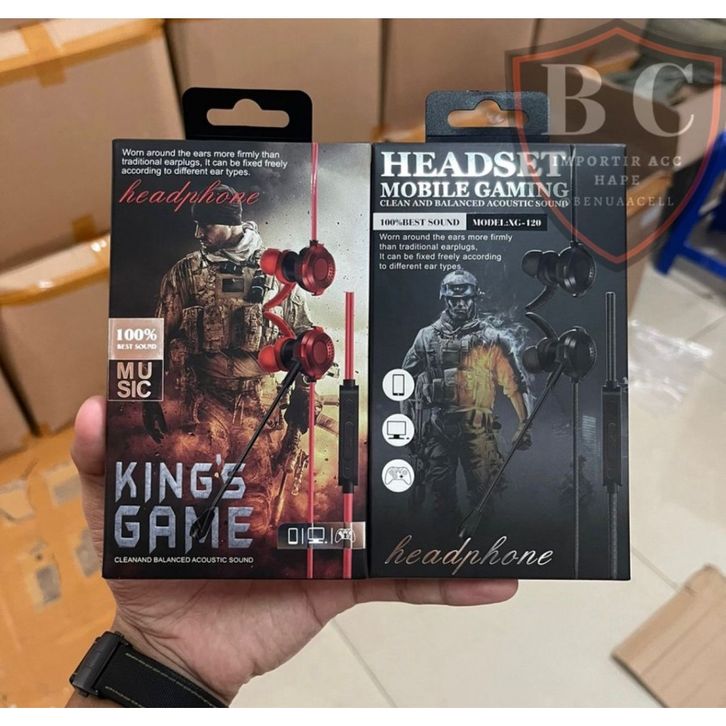 Worn around the ears more firmly than
traditional earplugs, It can be fixed freely
according to different ear types.
headphone
100%
BEST SOUND
MU
SIC
KING'S
GAME
CLEANAND BALANCED ACOUSTIC SOUND
HEADSET
MOBILE GAMING
CLEAN AND BALANCED ACOUSTIC SOUND
100%BEST SOUND
MODEL:XG-120
Worn around the ears more firmly
than traditional earplugs,
It can be fixed freely according
to different ear types.
headphone
B C
IMPORTIR ACC
HAPE
BENUAACELL